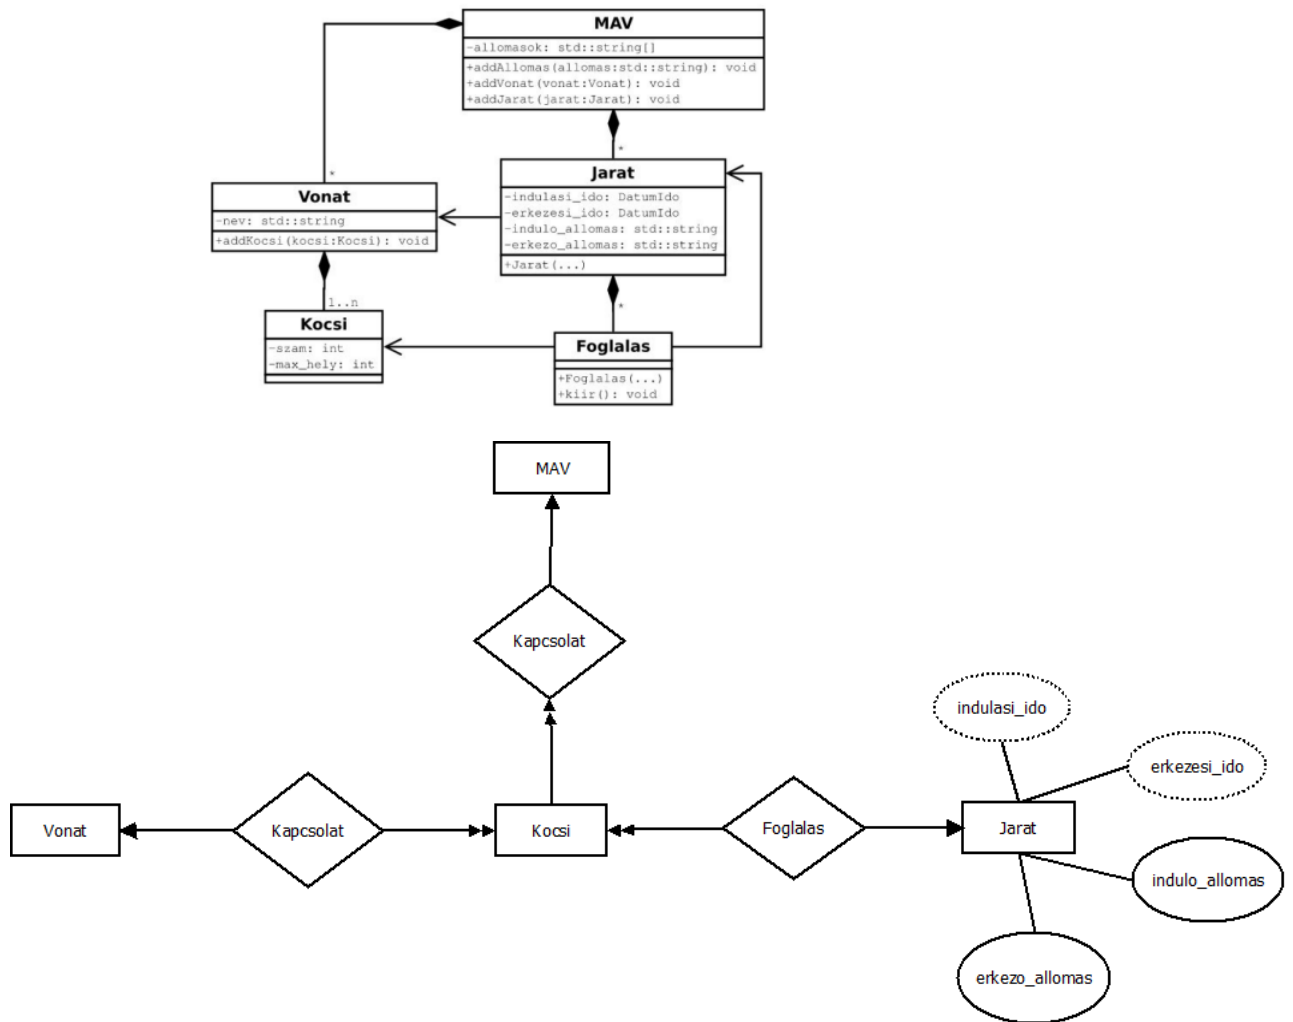 MAV
-allomasok: std::string[]
+addAllomas(allomas:std::string): void
+addVonat(vonat:Vonat): void
+addJarat(jarat:Jarat): void
*
*
Jarat
-indulasi_ido: DatumIdo
-erkezesi_ido: DatumIdo
-indulo_allomas: std::string
-erkezo_allomas: std::string
+Jarat(...)
Vonat
-nev: std::string
+addKocsi(kocsi:Kocsi): void
1..n
*
Kocsi
-szam: int
-max_hely: int
Foglalas
+Foglalas(...)
+kiir(): void
MAV
Kapcsolat
indulasi_ido
erkezesi_ido
Vonat
Kapcsolat
Kocsi
Foglalas
Jarat
indulo_allomas
erkezo_allomas